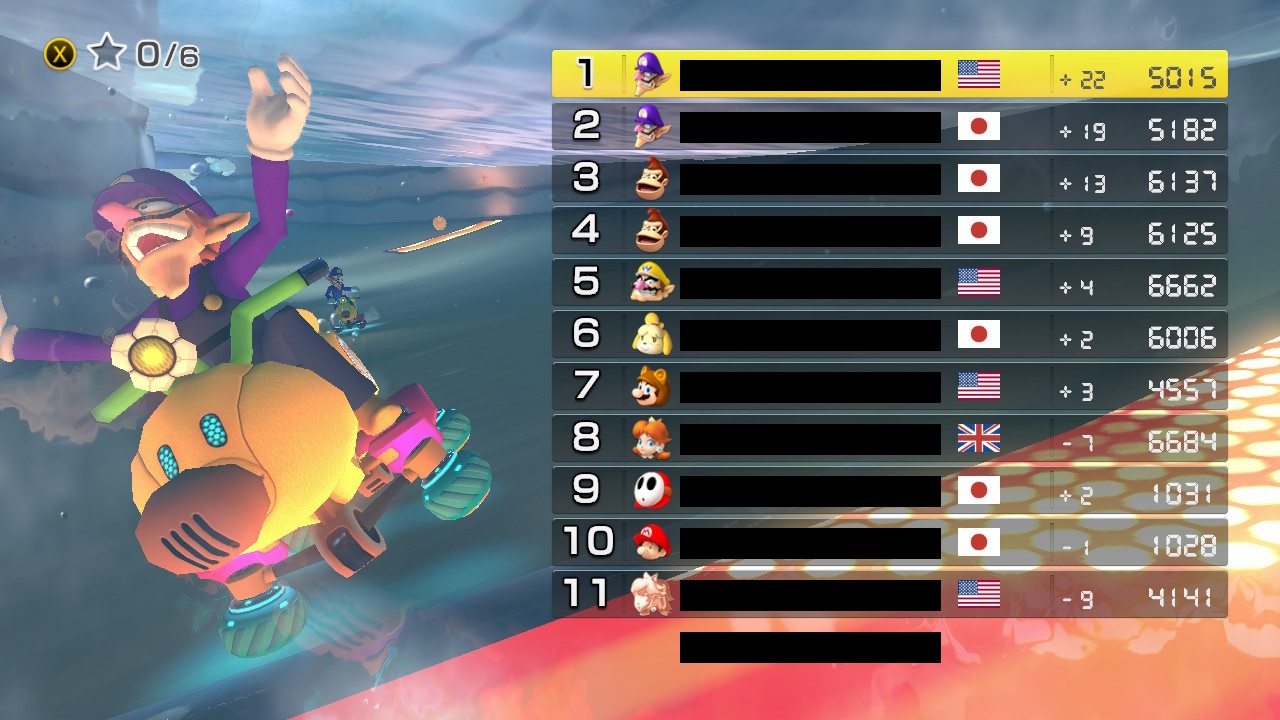 X 0/6
1 + 22 5015
2 + 19 5182
3 + 13 6137
4 + 9 6125
5 + 4 6662
6 + 2 6006
7 + 3 4557
8 - 7 6684
9 + 2 1031
10 - 1 1028
11 - 9 4141